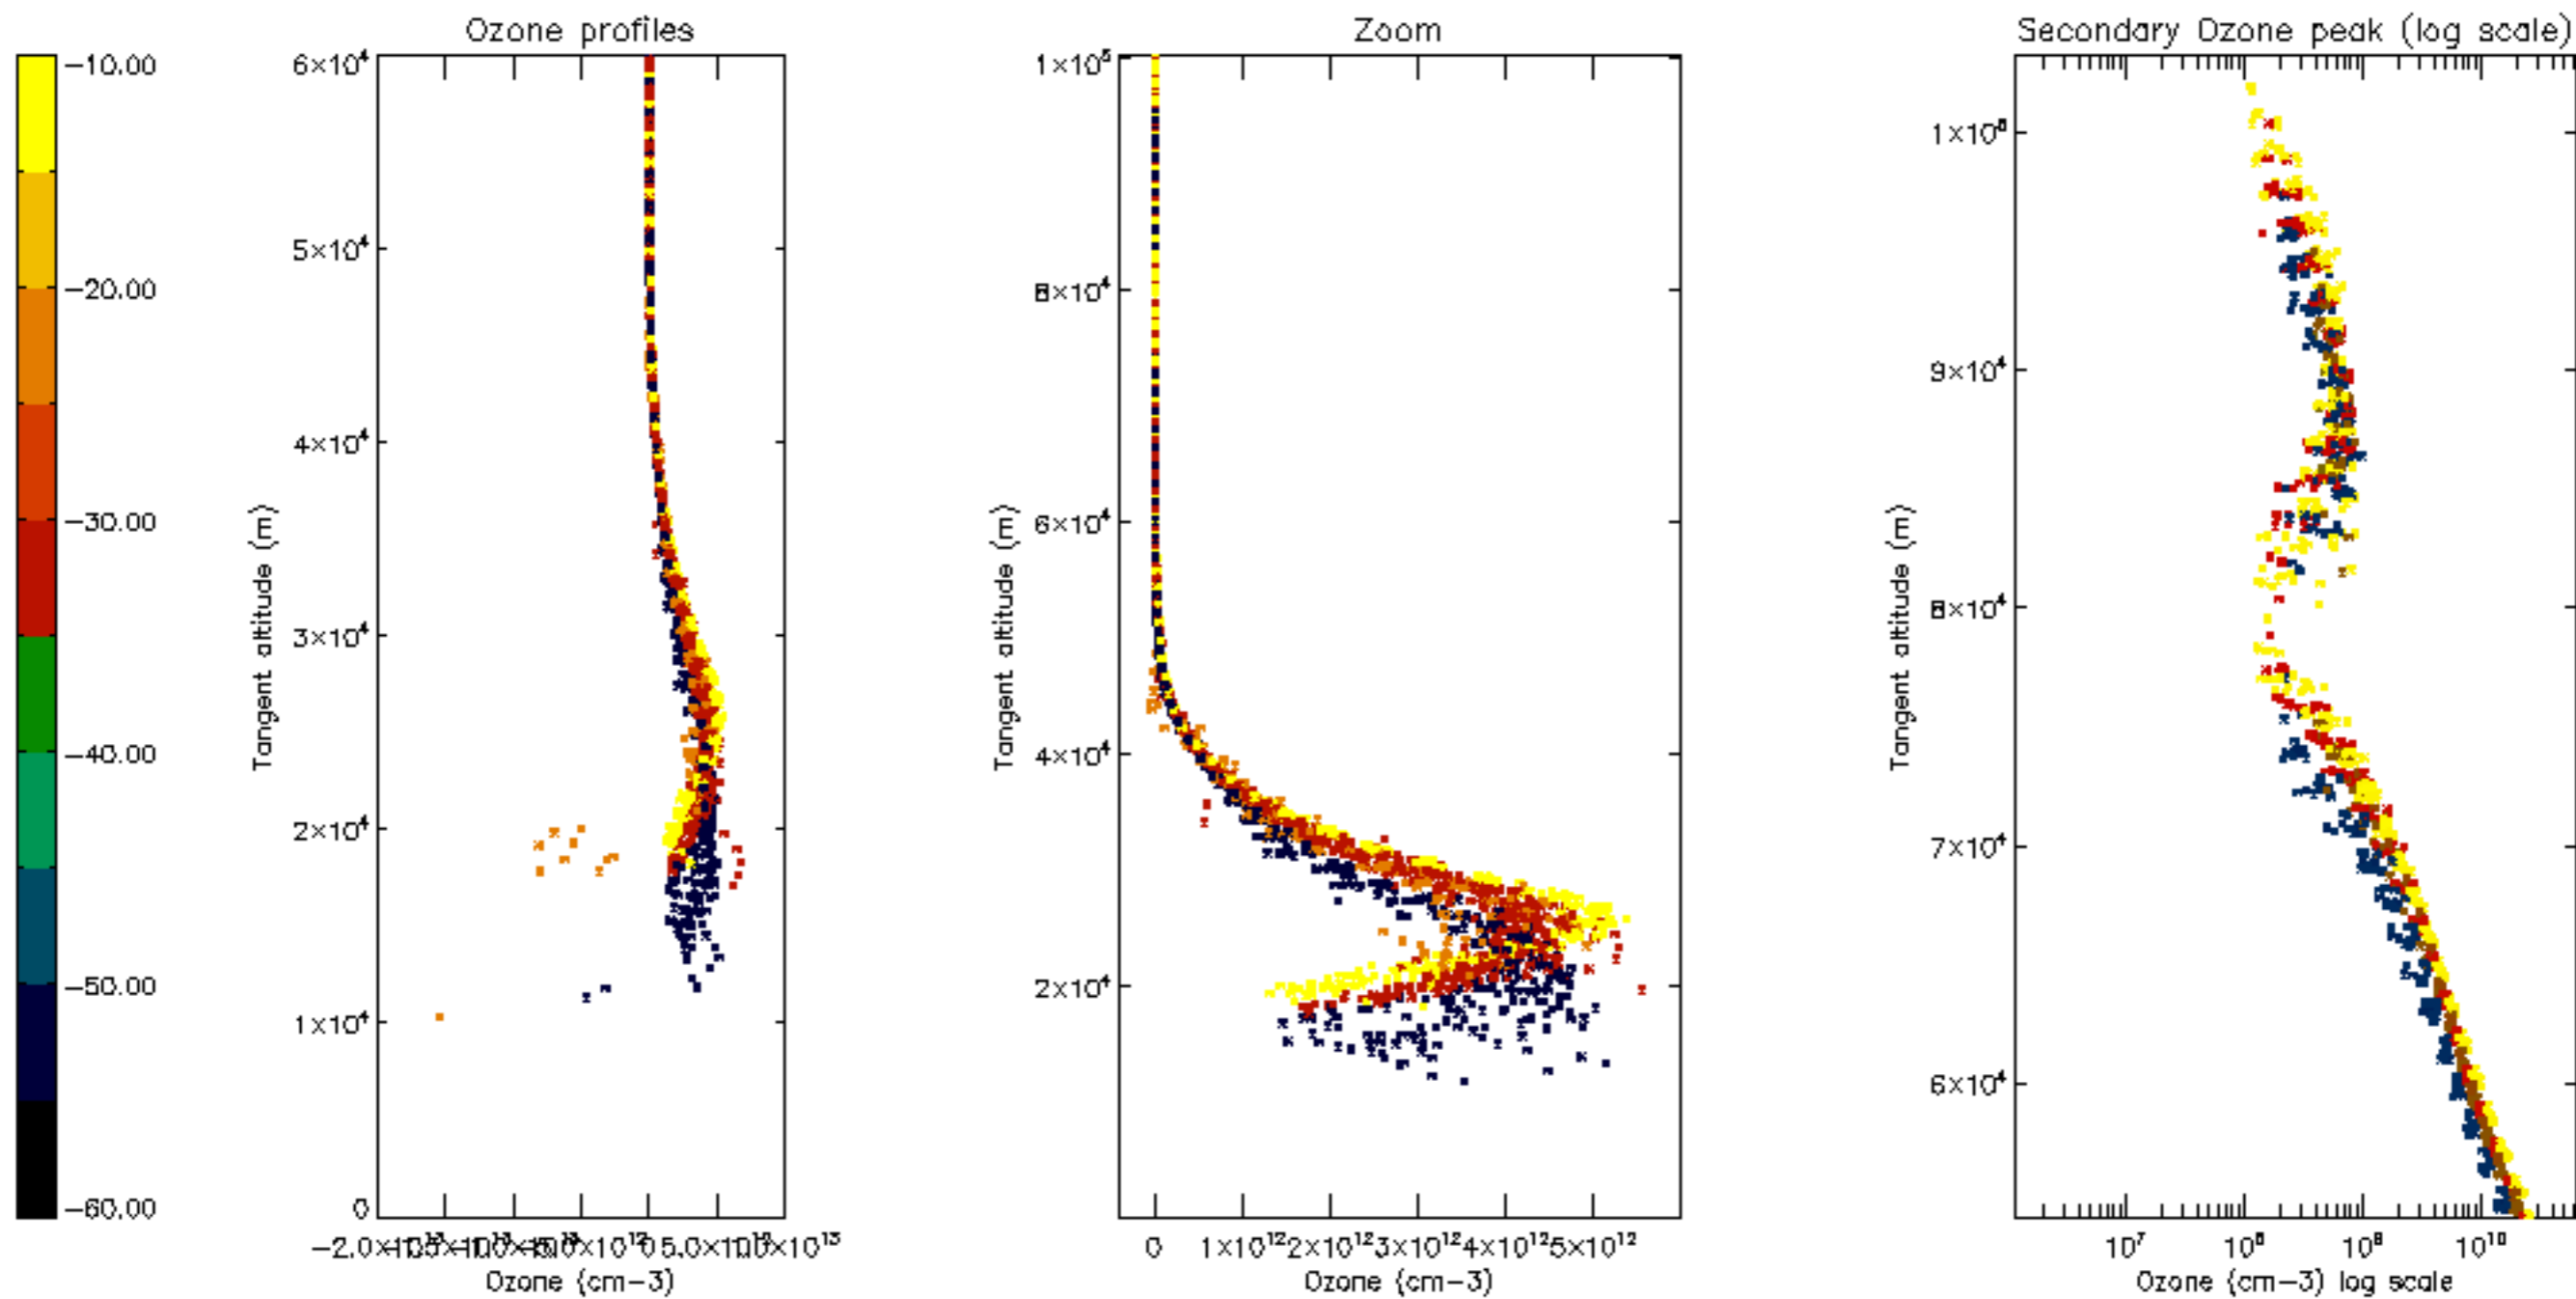 Ozone profiles
Zoom
Secondary Ozone peak (log scale)
-10.00
-20.00
-30.00
-40.00
-50.00
-60.00
6×10⁴
5×10⁴
4×10⁴
3×10⁴
2×10⁴
1×10⁴
0
Tangent altitude (m)
Ozone (cm-3)
1×10⁵
8×10⁴
6×10⁴
4×10⁴
2×10⁴
Tangent altitude (m)
0 1×10¹² 2×10¹² 3×10¹² 4×10¹² 5×10¹²
Ozone (cm-3)
9×10⁴
8×10⁴
7×10⁴
6×10⁴
Tangent altitude (m)
10⁷ 10⁸ 10⁹ 10¹⁰
Ozone (cm-3) log scale